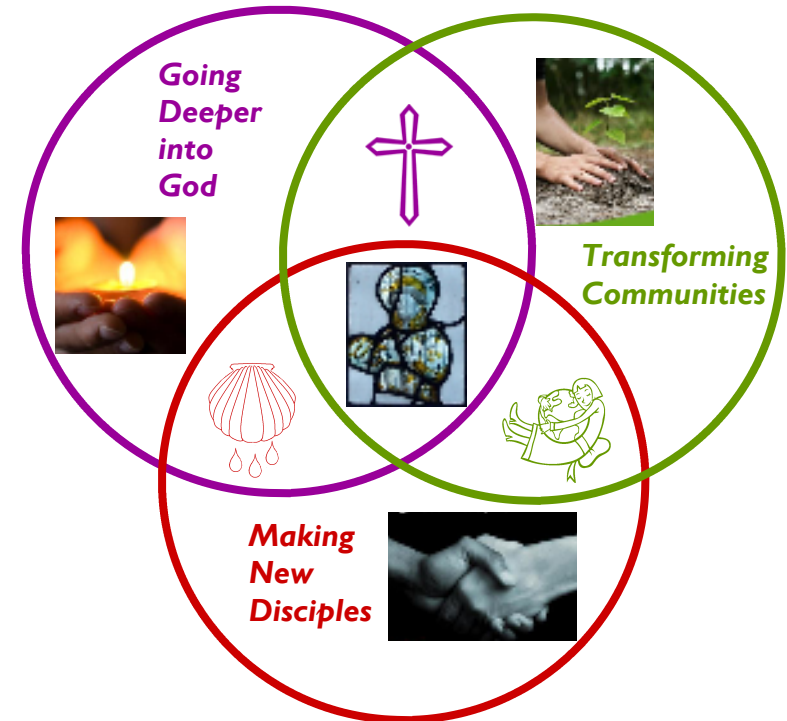 Going
Deeper
into
God
Transforming
Communities
Making
New
Disciples